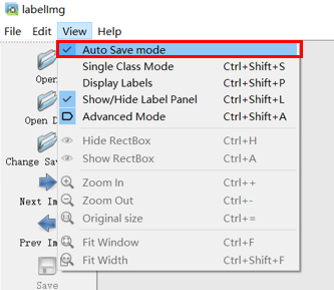 labelImg
File Edit View Help
Auto Save mode
Single Class Mode Ctrl+Shift+S
Display Labels Ctrl+Shift+P
Show/Hide Label Panel Ctrl+Shift+L
Advanced Mode Ctrl+Shift+A
Hide RectBox Ctrl+H
Show RectBox Ctrl+A
Zoom In Ctrl++
Zoom Out Ctrl+-
Original size Ctrl+=
Fit Window Ctrl+F
Fit Width Ctrl+Shift+F
Open
Open D
Change Sav
Next Im
Prev Im
Save